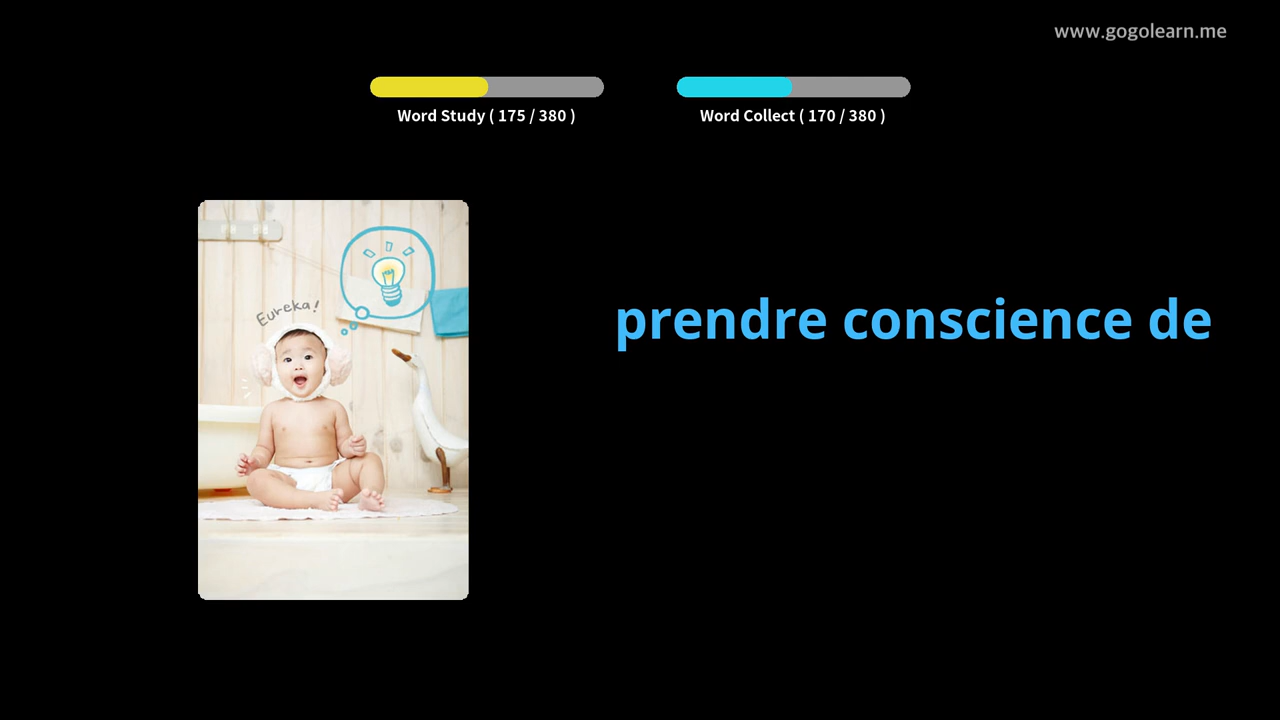 www.gogolearn.me
Word Study ( 175 / 380 )
Word Collect ( 170 / 380 )
Eureka!
prendre conscience de